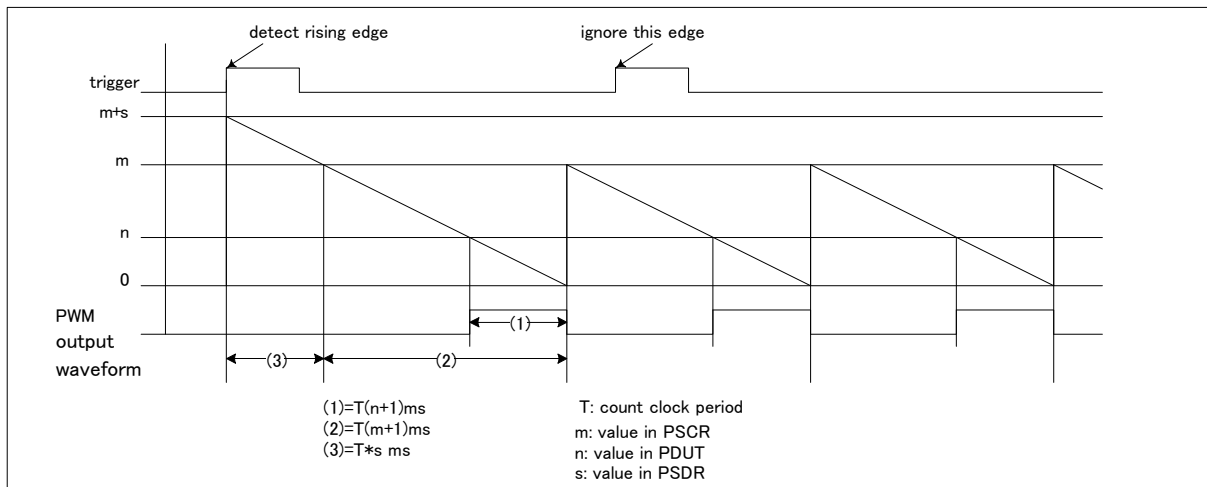 detect rising edge
ignore this edge
trigger
m+s
m
n
0
PWM
output
waveform
(1)
(3)
(2)
(1)=T(n+1)ms
(2)=T(m+1)ms
(3)=T*s ms
T: count clock period
m: value in PSCR
n: value in PDUT
s: value in PSDR